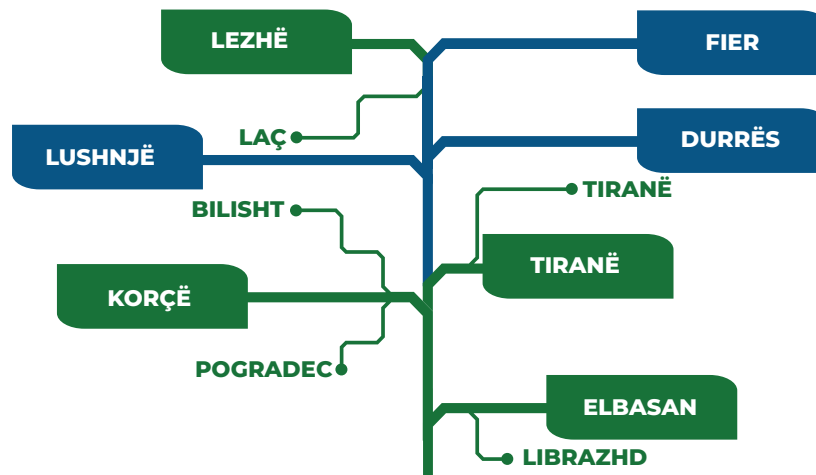 LEZHË
FIER
LAÇ
DURRËS
LUSHNJË
TIRANË
BILISHT
TIRANË
KORÇË
POGRADEC
ELBASAN
LIBRAZHD